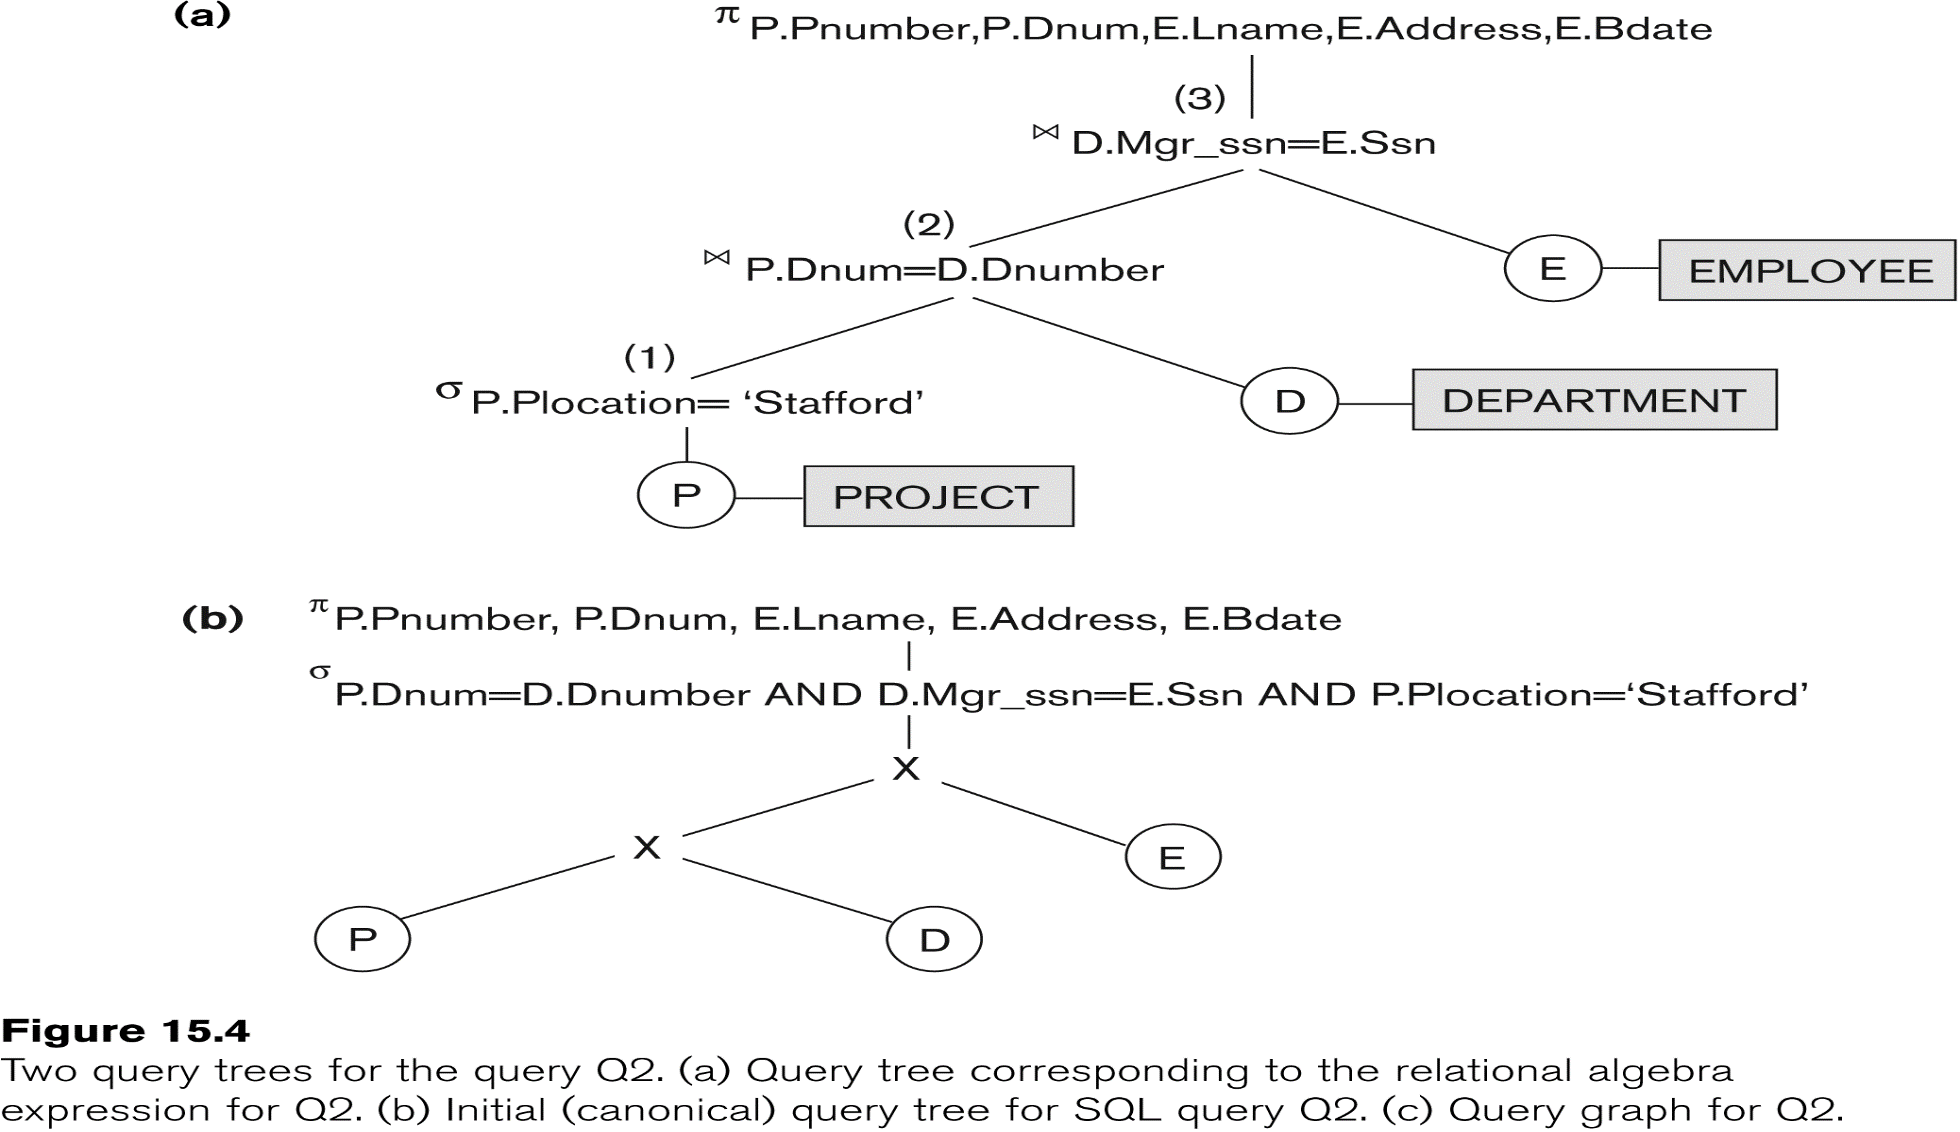 (a)
π P.Pnumber,P.Dnum,E.Lname,E.Address,E.Bdate
(3)
⋈ D.Mgr_ssn=E.Ssn
(2)
⋈ P.Dnum=D.Dnumber
E
EMPLOYEE
(1)
σ P.Plocation= ‘Stafford’
D
DEPARTMENT
P
PROJECT
(b)
π P.Pnumber, P.Dnum, E.Lname, E.Address, E.Bdate
σ P.Dnum=D.Dnumber AND D.Mgr_ssn=E.Ssn AND P.Plocation=‘Stafford’
X
X
E
P
D
Figure 15.4
Two query trees for the query Q2. (a) Query tree corresponding to the relational algebra
expression for Q2. (b) Initial (canonical) query tree for SQL query Q2. (c) Query graph for Q2.